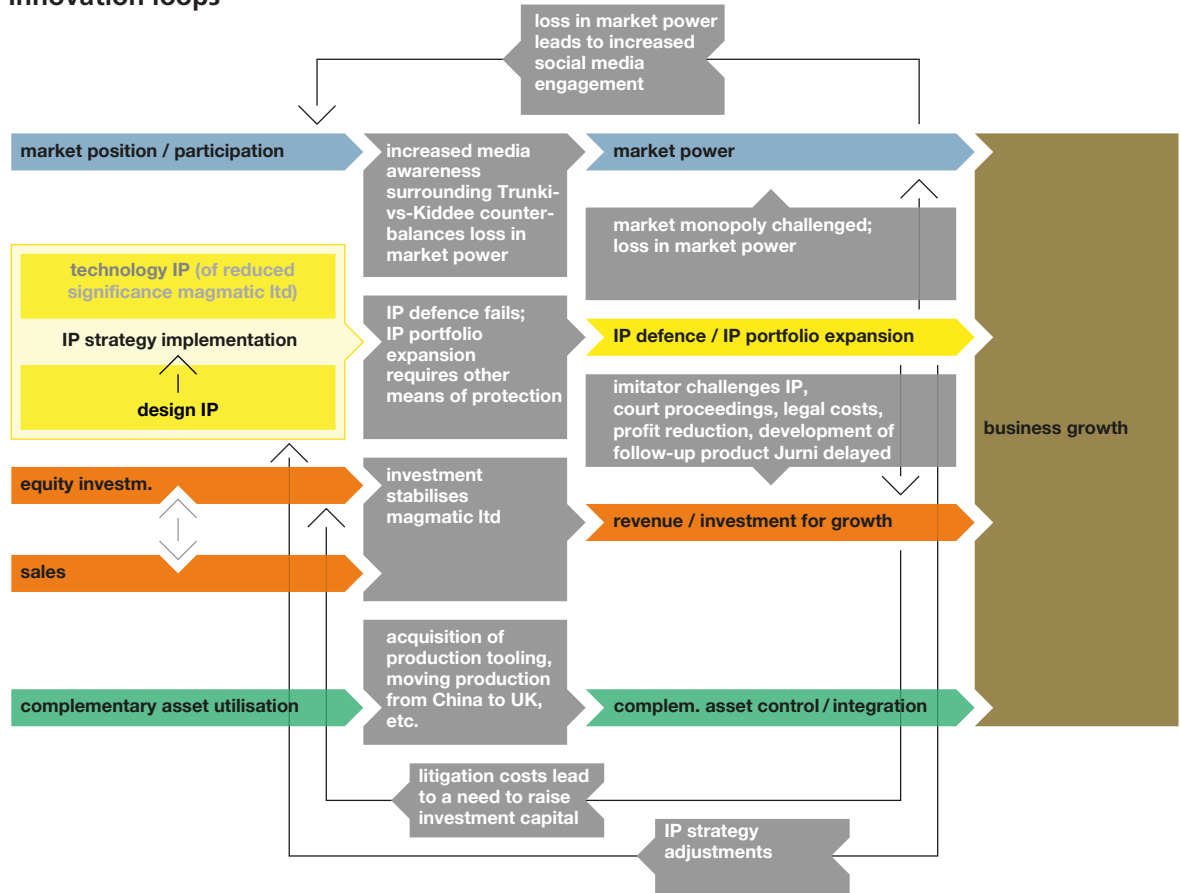 innovation loops
loss in market power
leads to increased
social media
engagement
market position / participation
increased media
awareness
surrounding Trunki-
vs-Kiddee counter-
balances loss in
market power
market power
market monopoly challenged;
loss in market power
technology IP (of reduced
significance magmatic ltd)
IP strategy implementation
design IP
IP defence fails;
IP portfolio
expansion
requires other
means of protection
IP defence / IP portfolio expansion
imitator challenges IP,
court proceedings, legal costs,
profit reduction, development of
follow-up product Jurni delayed
business growth
equity investm.
sales
investment
stabilises
magmatic ltd
revenue / investment for growth
complementary asset utilisation
acquisition of
production tooling,
moving production
from China to UK,
etc.
complem. asset control / integration
litigation costs lead
to a need to raise
investment capital
IP strategy
adjustments